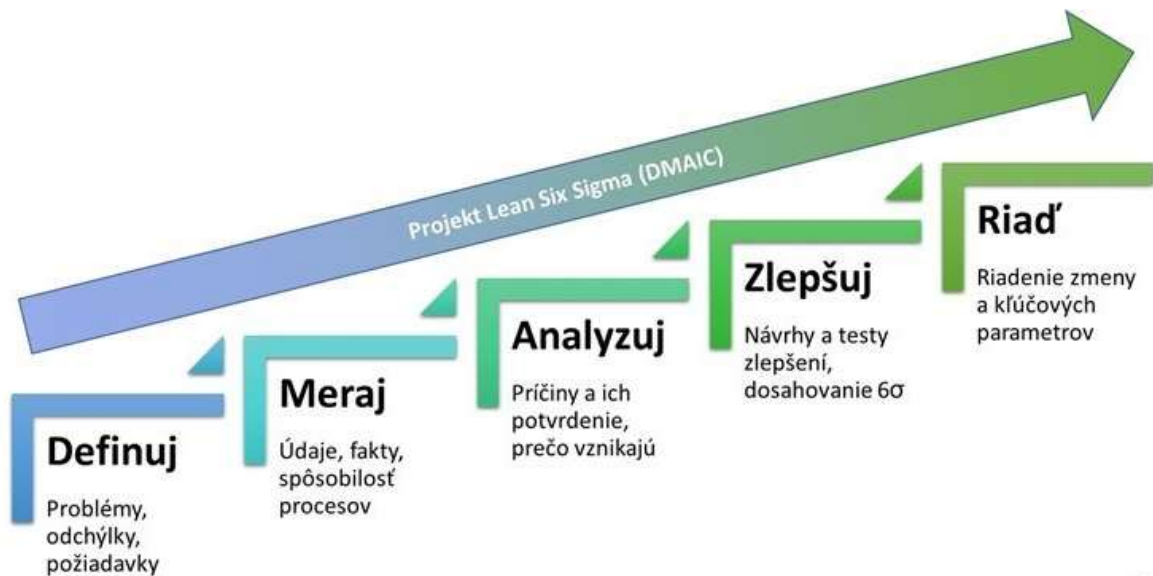 Projekt Lean Six Sigma (DMAIC)
Definuj
Problémy,
odchýlky,
požiadavky
Meraj
Údaje, fakty,
spôsobilosť
procesov
Analyzuj
Príčiny a ich
potvrdenie,
prečo vznikajú
Zlepšuj
Návrhy a testy
zlepšení,
dosahovanie 6σ
Riaď
Riadenie zmeny
a kľúčových
parametrov